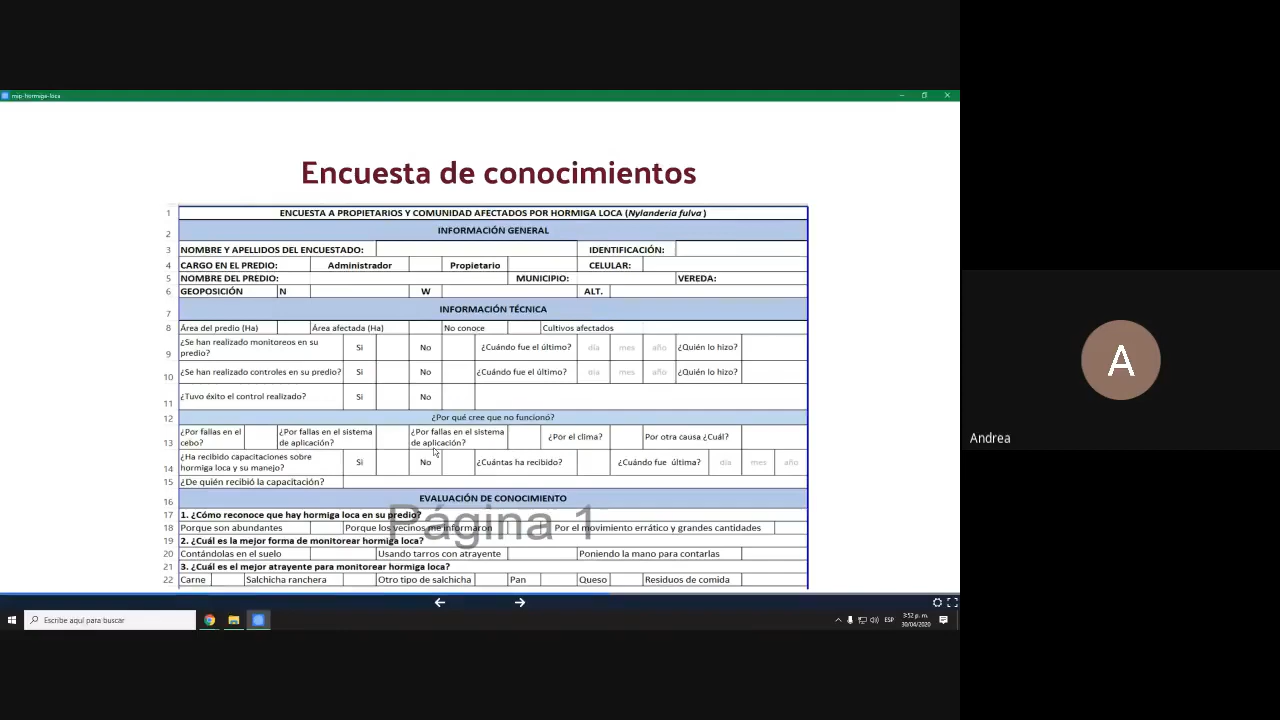 mip-hormiga-loca
Encuesta de conocimientos
1 ENCUESTA A PROPIETARIOS Y COMUNIDAD AFECTADOS POR HORMIGA LOCA (Nylanderia fulva)
2 INFORMACIÓN GENERAL
3 NOMBRE Y APELLIDOS DEL ENCUESTADO: IDENTIFICACIÓN:
4 CARGO EN EL PREDIO: Administrador Propietario CELULAR:
5 NOMBRE DEL PREDIO: MUNICIPIO: VEREDA:
6 GEOPOSICIÓN N W ALT.
7 INFORMACIÓN TÉCNICA
8 Área del predio (Ha) Área afectada (Ha) No conoce Cultivos afectados
9 ¿Se han realizado monitoreos en su predio? Si No ¿Cuándo fue el último? día mes año ¿Quién lo hizo?
10 ¿Se han realizado controles en su predio? Si No ¿Cuándo fue el último? día mes año ¿Quién lo hizo?
11 ¿Tuvo éxito el control realizado? Si No
12 ¿Por qué cree que no funcionó?
13 ¿Por fallas en el cebo? ¿Por fallas en el sistema de aplicación? ¿Por fallas en el sistema de aplicación? ¿Por el clima? Por otra causa ¿Cuál?
14 ¿Ha recibido capacitaciones sobre hormiga loca y su manejo? Si No ¿Cuántas ha recibido? ¿Cuándo fue última? día mes año
15 ¿De quién recibió la capacitación?
16 EVALUACIÓN DE CONOCIMIENTO
17 1. ¿Cómo reconoce que hay hormiga loca en su predio?
18 Porque son abundantes Porque los vecinos me informaron Por el movimiento errático y grandes cantidades
19 2. ¿Cuál es la mejor forma de monitorear hormiga loca?
20 Contándolas en el suelo Usando tarros con atrayente Poniendo la mano para contarlas
21 3. ¿Cuál es el mejor atrayente para monitorear hormiga loca?
22 Carne Salchicha ranchera Otro tipo de salchicha Pan Queso Residuos de comida
Página 1
Escribe aquí para buscar
ESP
3:52 p. m.
30/04/2020
A
Andrea